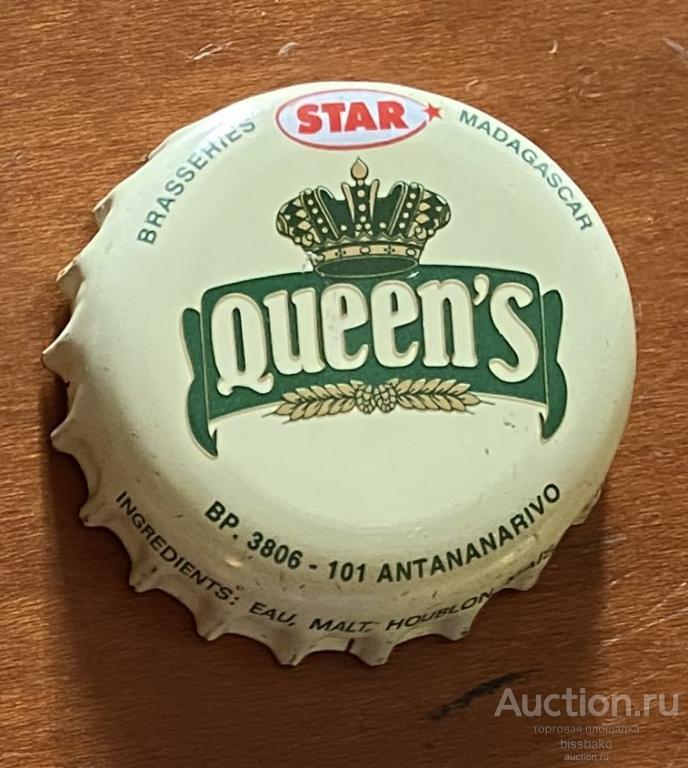 BRASSERIES STAR MADAGASCAR
Queen's
BP. 3806 - 101 ANTANANARIVO
INGREDIENTS: EAU, MALT, HOUBLON, MAIS
Auction.ru
торговая площадка
bissbaku
auction.ru